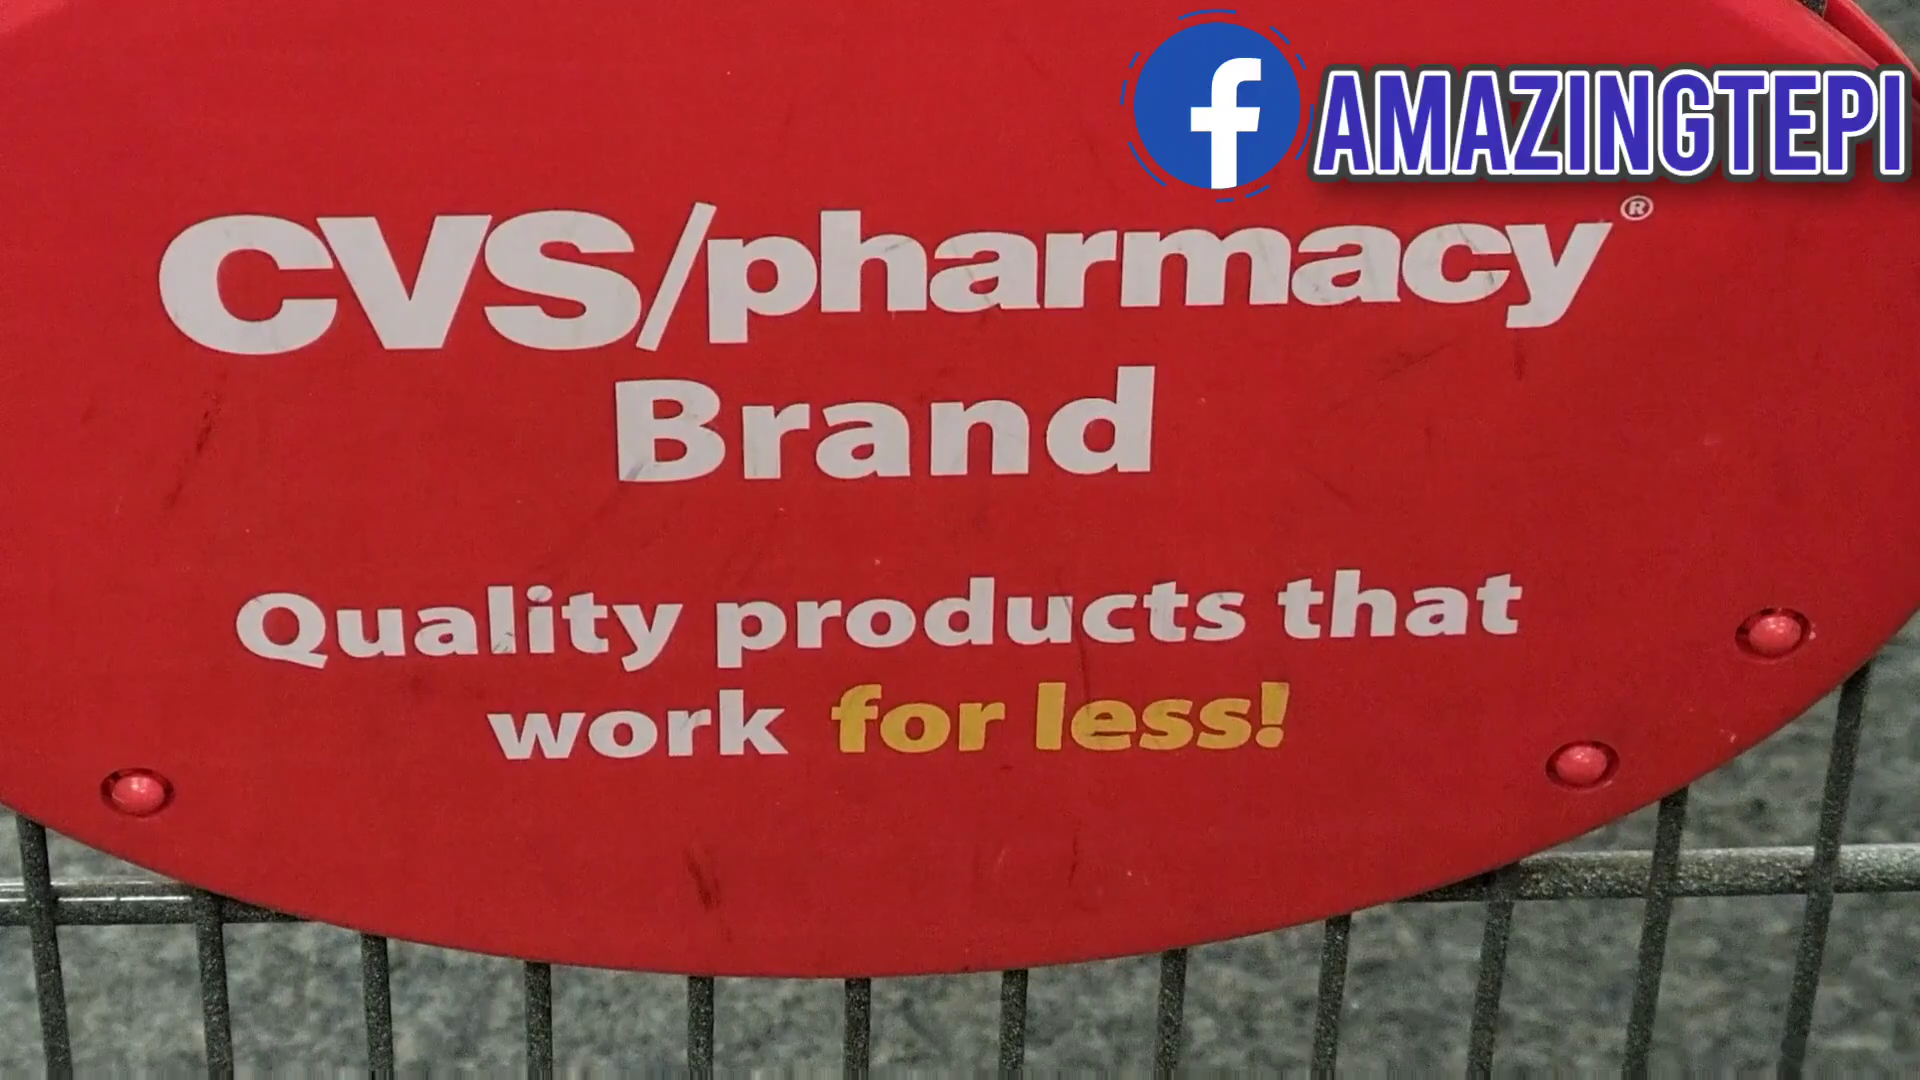 AMAZINGTEPI
CVS/pharmacy®
Brand
Quality products that
work for less!